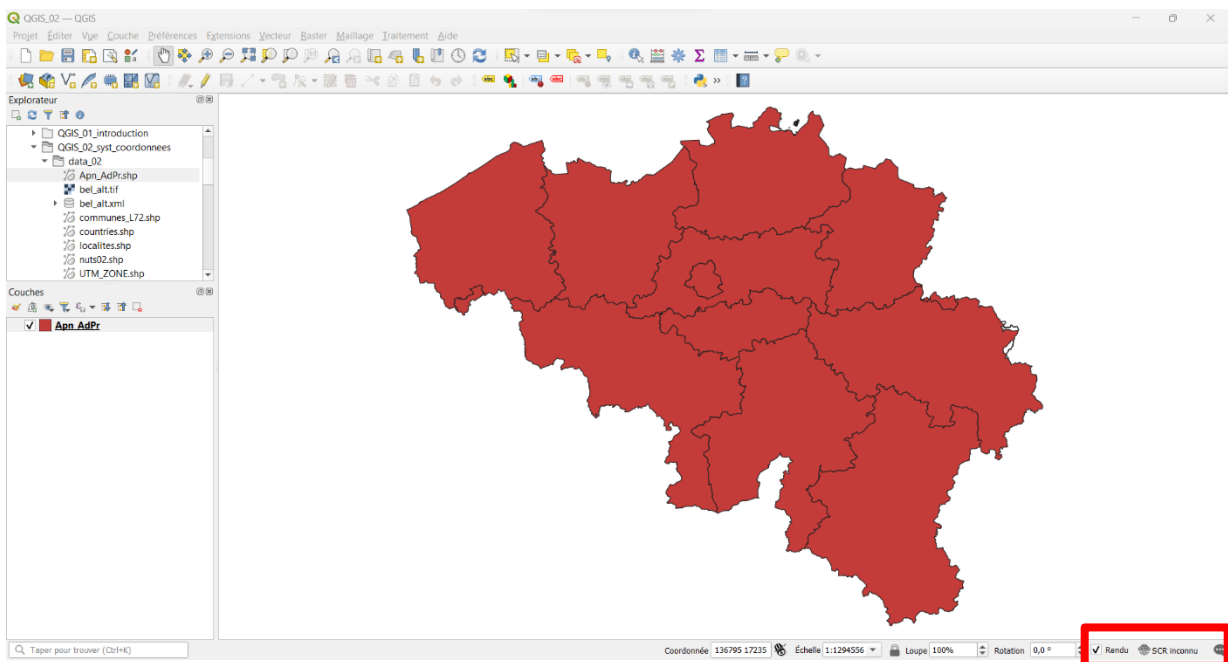 QGIS_02 — QGIS
Projet Éditer Vue Couche Préférences Extensions Vecteur Raster Maillage Traitement Aide
Explorateur
QGIS_01_introduction
QGIS_02_syst_coordonnees
data_02
Apn_AdPr.shp
bel_alt.tif
bel_alt.xml
communes_L72.shp
countries.shp
localites.shp
nuts02.shp
UTM_ZONE.shp
Couches
Apn AdPr
Taper pour trouver (Ctrl+K) Coordonnée 136795 17235 Échelle 1:1294556 Loupe 100% Rotation 0,0 ° Rendu SCR inconnu